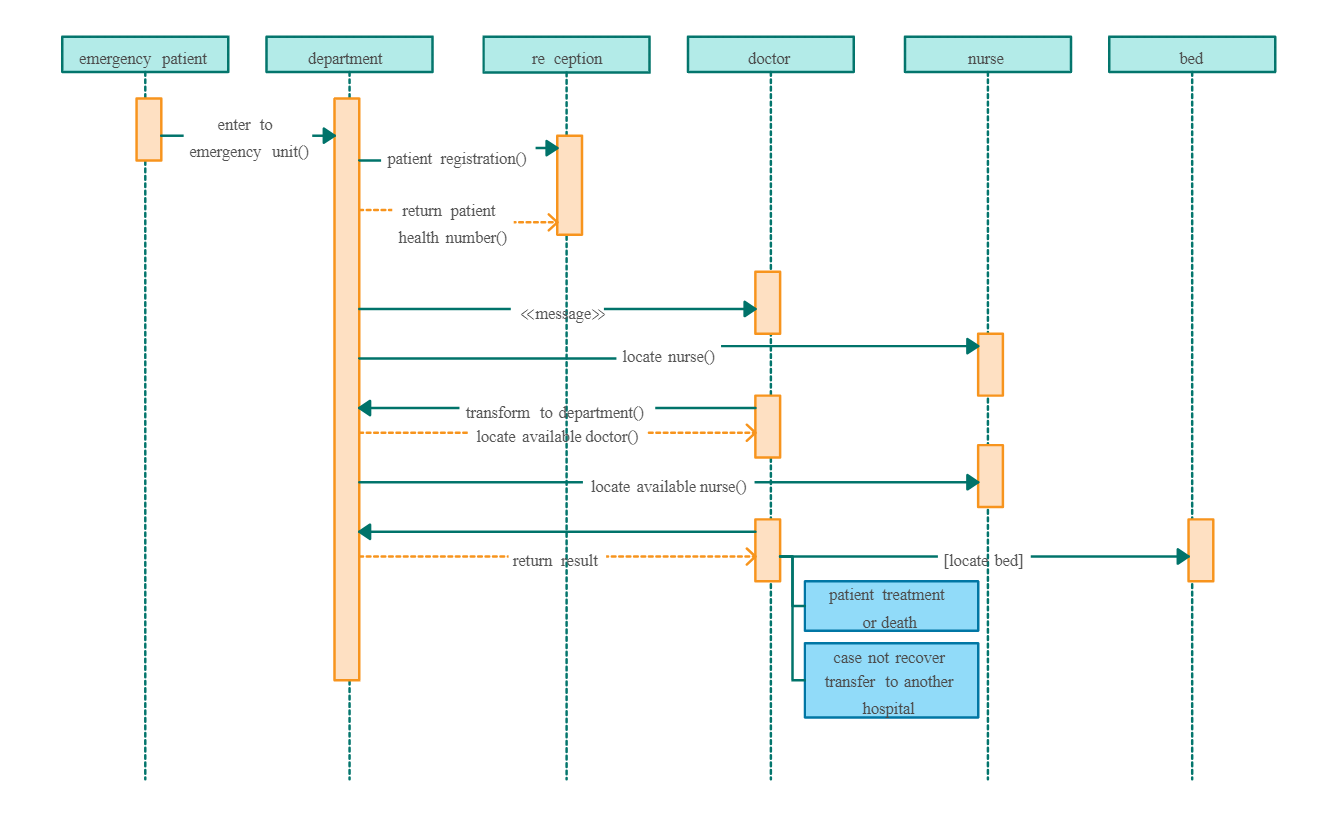 emergency patient
department
re ception
doctor
nurse
bed
enter to
emergency unit()
patient registration()
return patient
health number()
≪message≫
locate nurse()
transform to department()
locate available doctor()
locate available nurse()
return result
[locate bed]
patient treatment
or death
case not recover
transfer to another
hospital